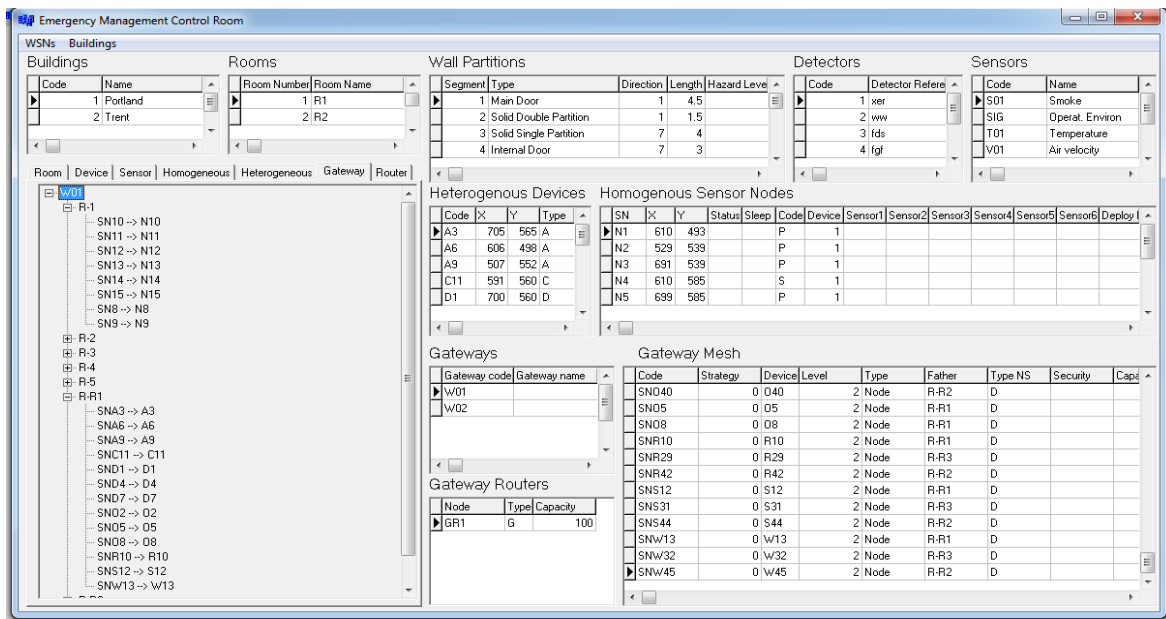 Emergency Management Control Room
WSNs Buildings
Buildings
Code Name
1 Portland
2 Trent
Rooms
Room Number Room Name
1 R1
2 R2
Wall Partitions
Segment Type Direction Length Hazard Leve
1 Main Door 1 4.5
2 Solid Double Partition 1 1.5
3 Solid Single Partition 7 4
4 Internal Door 7 3
Detectors
Code Detector Refere
1 xer
2 ww
3 fds
4 fgf
Sensors
Code Name
S01 Smoke
SIG Operat. Environ
T01 Temperature
V01 Air velocity
Room Device Sensor Homogeneous Heterogeneous Gateway Router
W01
R-1
SN10 --> N10
SN11 --> N11
SN12 --> N12
SN13 --> N13
SN14 --> N14
SN15 --> N15
SN8 --> N8
SN9 --> N9
R-2
R-3
R-4
R-5
R-R1
SNA3 --> A3
SNA6 --> A6
SNA9 --> A9
SNC11 --> C11
SND1 --> D1
SND4 --> D4
SND7 --> D7
SNO2 --> O2
SNO5 --> O5
SNO8 --> O8
SNR10 --> R10
SNS12 --> S12
SNW13 --> W13
Heterogenous Devices
Code X Y Type
A3 705 565 A
A6 606 498 A
A9 507 552 A
C11 591 560 C
D1 700 560 D
Homogenous Sensor Nodes
SN X Y Status Sleep Code Device Sensor1 Sensor2 Sensor3 Sensor4 Sensor5 Sensor6 Deploy
N1 610 493 P 1
N2 529 539 P 1
N3 691 539 P 1
N4 610 585 S 1
N5 699 585 P 1
Gateways
Gateway code Gateway name
W01
W02
Gateway Routers
Node Type Capacity
GR1 G 100
Gateway Mesh
Code Strategy Device Level Type Father Type NS Security Capa
SNO40 0 O40 2 Node R-R2 D
SNO5 0 O5 2 Node R-R1 D
SNO8 0 O8 2 Node R-R1 D
SNR10 0 R10 2 Node R-R1 D
SNR29 0 R29 2 Node R-R3 D
SNR42 0 R42 2 Node R-R2 D
SNS12 0 S12 2 Node R-R1 D
SNS31 0 S31 2 Node R-R3 D
SNS44 0 S44 2 Node R-R2 D
SNW13 0 W13 2 Node R-R1 D
SNW32 0 W32 2 Node R-R3 D
SNW45 0 W45 2 Node R-R2 D